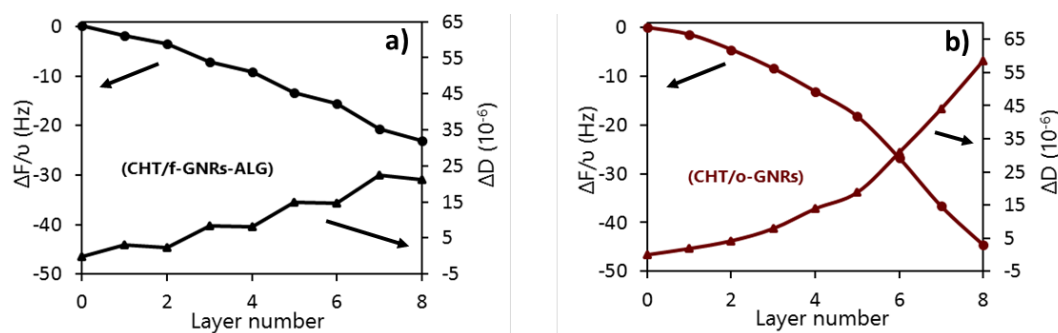 a)
0
-10
-20
-30
-40
-50
ΔF/υ (Hz)
65
55
45
35
25
15
5
-5
ΔD (10⁻⁶)
(CHT/f-GNRs-ALG)
0 2 4 6 8
Layer number
b)
0
-10
-20
-30
-40
-50
ΔF/υ (Hz)
65
55
45
35
25
15
5
-5
ΔD (10⁻⁶)
(CHT/o-GNRs)
0 2 4 6 8
Layer number